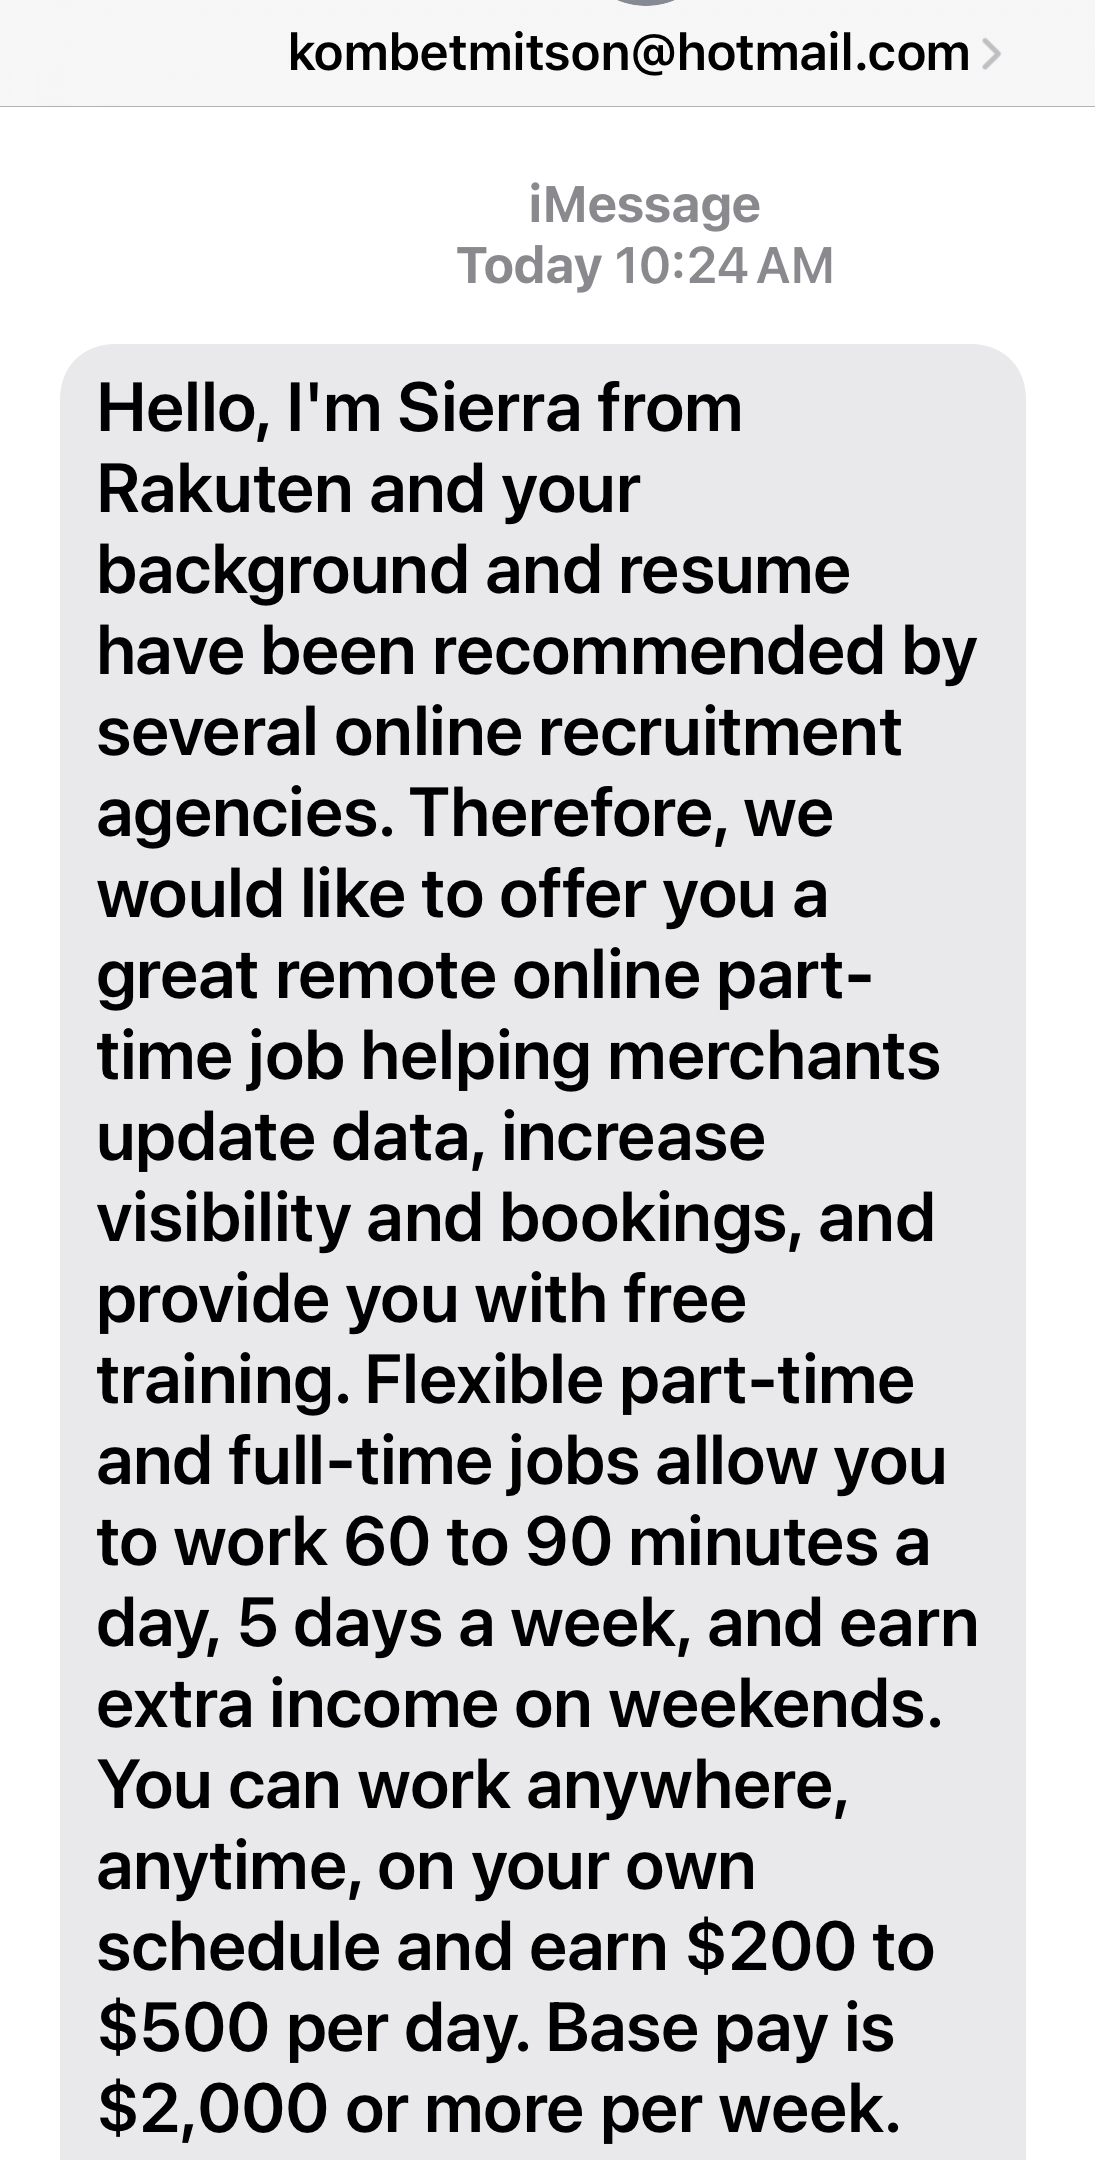 kombetmitson@hotmail.com
iMessage
Today 10:24 AM
Hello, I'm Sierra from
Rakuten and your
background and resume
have been recommended by
several online recruitment
agencies. Therefore, we
would like to offer you a
great remote online part-
time job helping merchants
update data, increase
visibility and bookings, and
provide you with free
training. Flexible part-time
and full-time jobs allow you
to work 60 to 90 minutes a
day, 5 days a week, and earn
extra income on weekends.
You can work anywhere,
anytime, on your own
schedule and earn $200 to
$500 per day. Base pay is
$2,000 or more per week.